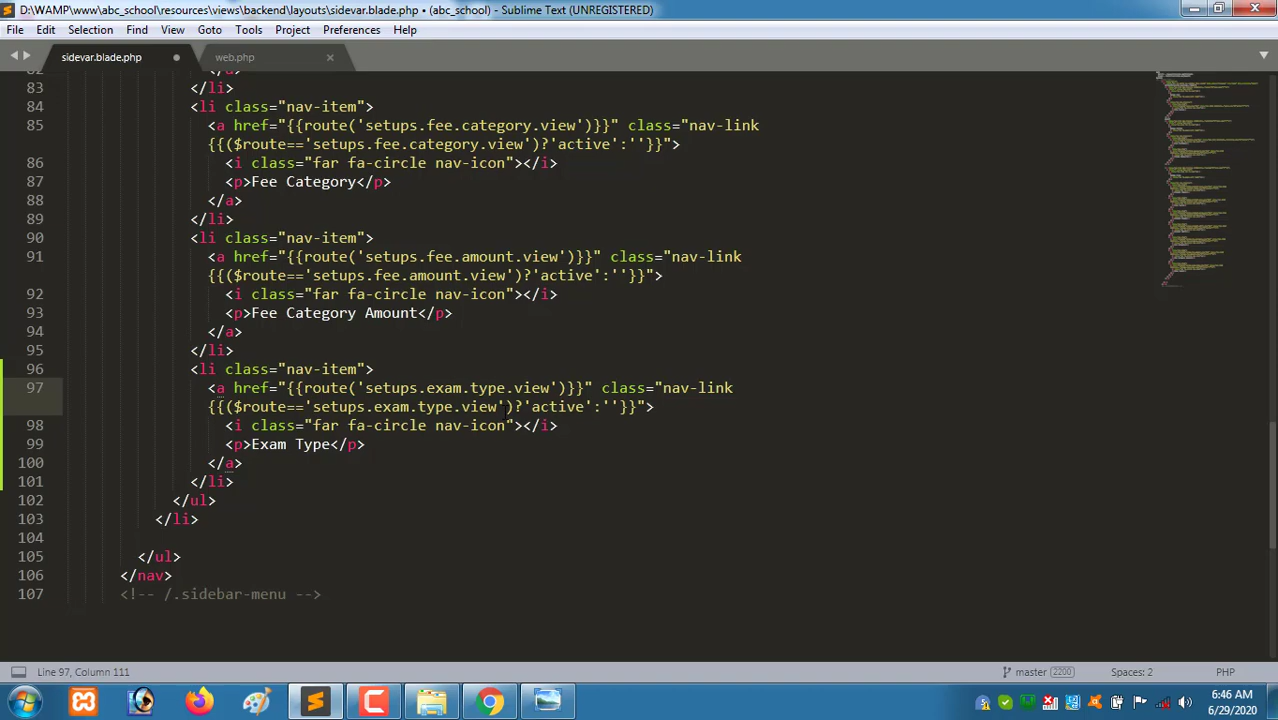 D:\WAMP\www\abc_school\resources\views\backend\layouts\sidevar.blade.php • (abc_school) - Sublime Text (UNREGISTERED)
File Edit Selection Find View Goto Tools Project Preferences Help
sidevar.blade.php web.php
82 </a>
83 </li>
84 <li class="nav-item">
85 <a href="{{route('setups.fee.category.view')}}" class="nav-link
{{($route=='setups.fee.category.view')?'active':''}}">
86 <i class="far fa-circle nav-icon"></i>
87 <p>Fee Category</p>
88 </a>
89 </li>
90 <li class="nav-item">
91 <a href="{{route('setups.fee.amount.view')}}" class="nav-link
{{($route=='setups.fee.amount.view')?'active':''}}">
92 <i class="far fa-circle nav-icon"></i>
93 <p>Fee Category Amount</p>
94 </a>
95 </li>
96 <li class="nav-item">
97 <a href="{{route('setups.exam.type.view')}}" class="nav-link
{{($route=='setups.exam.type.view')?'active':''}}">
98 <i class="far fa-circle nav-icon"></i>
99 <p>Exam Type</p>
100 </a>
101 </li>
102 </ul>
103 </li>
104
105 </ul>
106 </nav>
107 <!-- /.sidebar-menu -->
Line 97, Column 111 master 2200 Spaces: 2 PHP
6:46 AM
6/29/2020